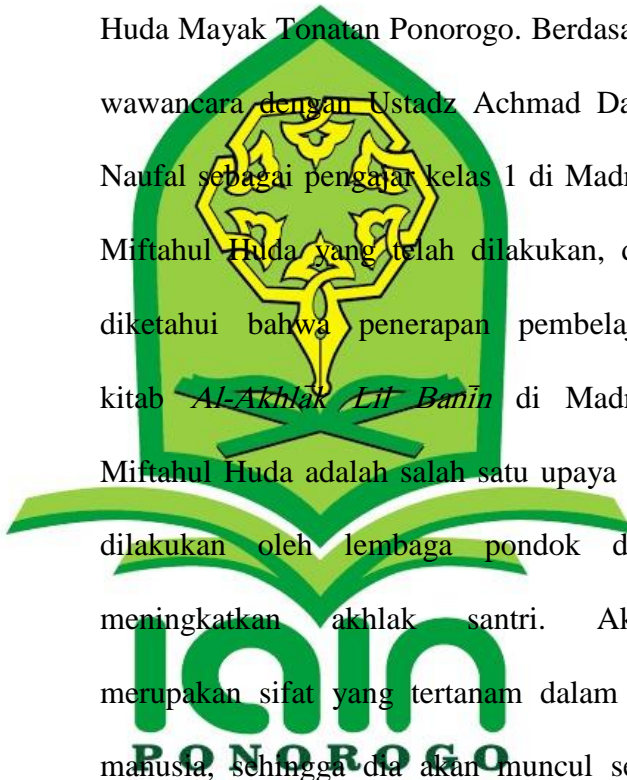 Huda Mayak Tonatan Ponorogo. Berdasa
wawancara dengan Ustadz Achmad Da
Naufal sebagai pengajar kelas 1 di Madr
Miftahul Huda yang telah dilakukan, d
diketahui bahwa penerapan pembelaj
kitab Al-Akhlāk Lil Banīn di Madr
Miftahul Huda adalah salah satu upaya
dilakukan oleh lembaga pondok d
meningkatkan akhlak santri. Ak
merupakan sifat yang tertanam dalam
manusia, sehingga dia akan muncul se
iain
PONOROGO